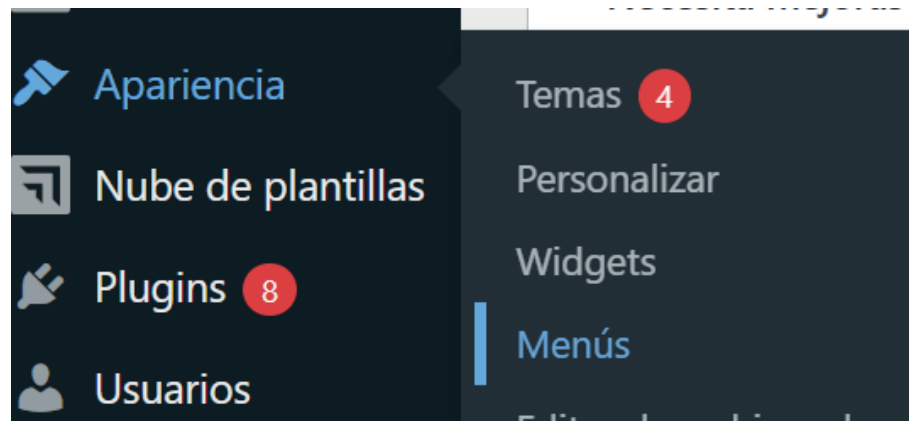 Apariencia
Nube de plantillas
Plugins 8
Usuarios
Temas 4
Personalizar
Widgets
Menús